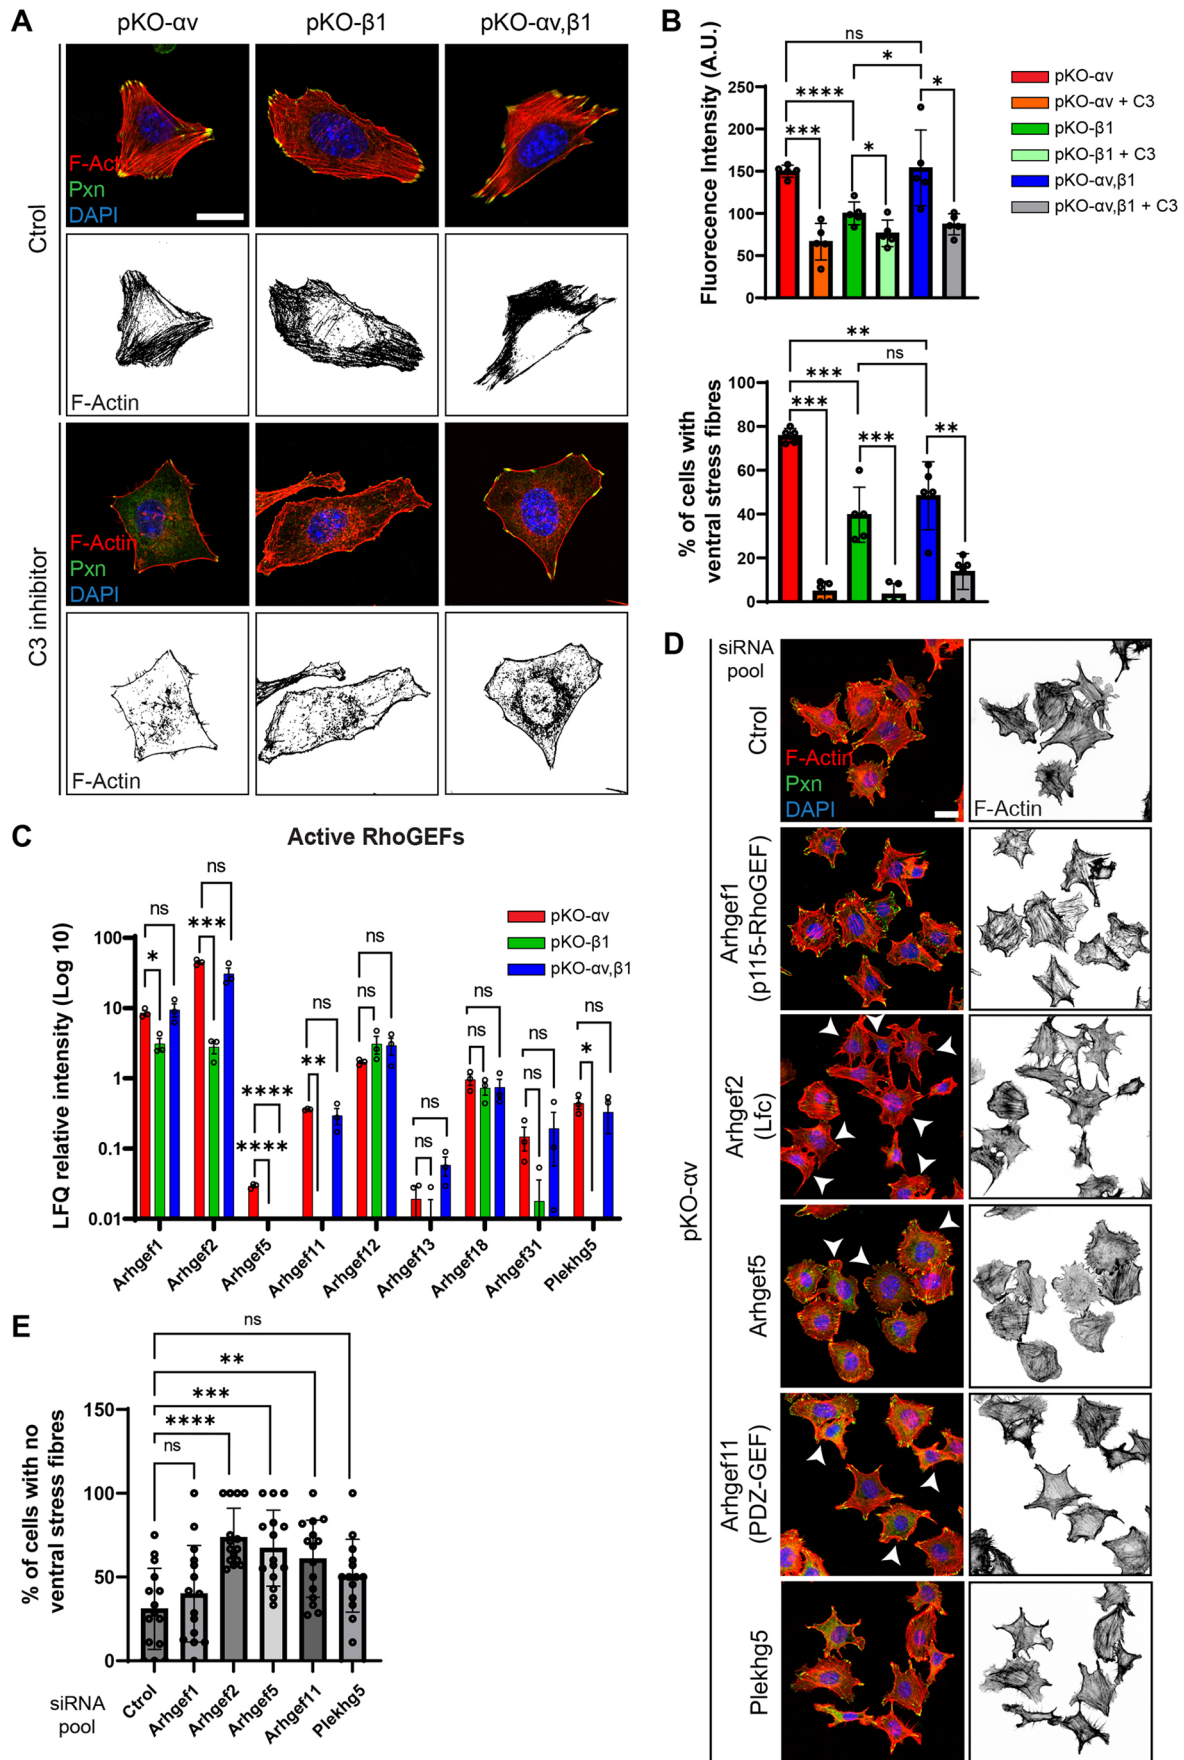 A
pKO-αv
pKO-β1
pKO-αv,β1
Ctrol
F-Actin
Pxn
DAPI
F-Actin
C3 inhibitor
F-Actin
Pxn
DAPI
F-Actin
B
Fluorecence Intensity (A.U.)
250
200
150
100
50
0
ns
*
*
****
***
*
pKO-αv
pKO-αv + C3
pKO-β1
pKO-β1 + C3
pKO-αv,β1
pKO-αv,β1 + C3
% of cells with
ventral stress fibres
100
80
60
40
20
0
**
ns
***
***
***
**
C
Active RhoGEFs
LFQ relative intensity (Log 10)
100
10
1
0.1
0.01
ns
*
ns
***
****
****
ns
**
ns
ns
ns
ns
ns
ns
ns
ns
ns
*
pKO-αv
pKO-β1
pKO-αv,β1
Arhgef1
Arhgef2
Arhgef5
Arhgef11
Arhgef12
Arhgef13
Arhgef18
Arhgef31
Plekhg5
D
siRNA
pool
pKO-αv
Ctrol
F-Actin
Pxn
DAPI
F-Actin
Arhgef1
(p115-RhoGEF)
Arhgef2
(Lfc)
Arhgef5
Arhgef11
(PDZ-GEF)
Plekhg5
E
% of cells with no
ventral stress fibres
150
100
50
0
ns
**
***
****
ns
siRNA
pool
Ctrol
Arhgef1
Arhgef2
Arhgef5
Arhgef11
Plekhg5